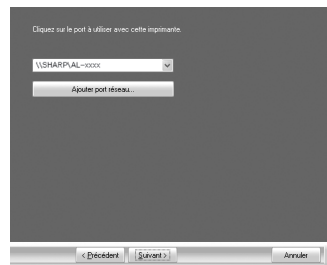 Cliquez sur le port à utiliser avec cette imprimante.
\\SHARP\AL-xxxx
Ajouter port réseau...
< Précédent
Suivant >
Annuler